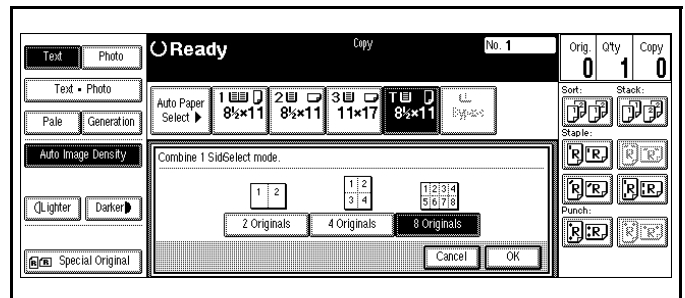 Text Photo
Text • Photo
Pale Generation
Auto Image Density
Lighter Darker
Special Original
Ready
Copy
No. 1
Auto Paper Select ▶
1 8½×11
2 8½×11
3 11×17
T 8½×11
Bypass
Combine 1 SidSelect mode.
1 2
1 2
3 4
1 2 3 4
5 6 7 8
2 Originals 4 Originals 8 Originals
Cancel OK
Orig. Q'ty Copy
0 1 0
Sort: Stack:
Staple:
R R R R
R R R R
Punch:
R R R R